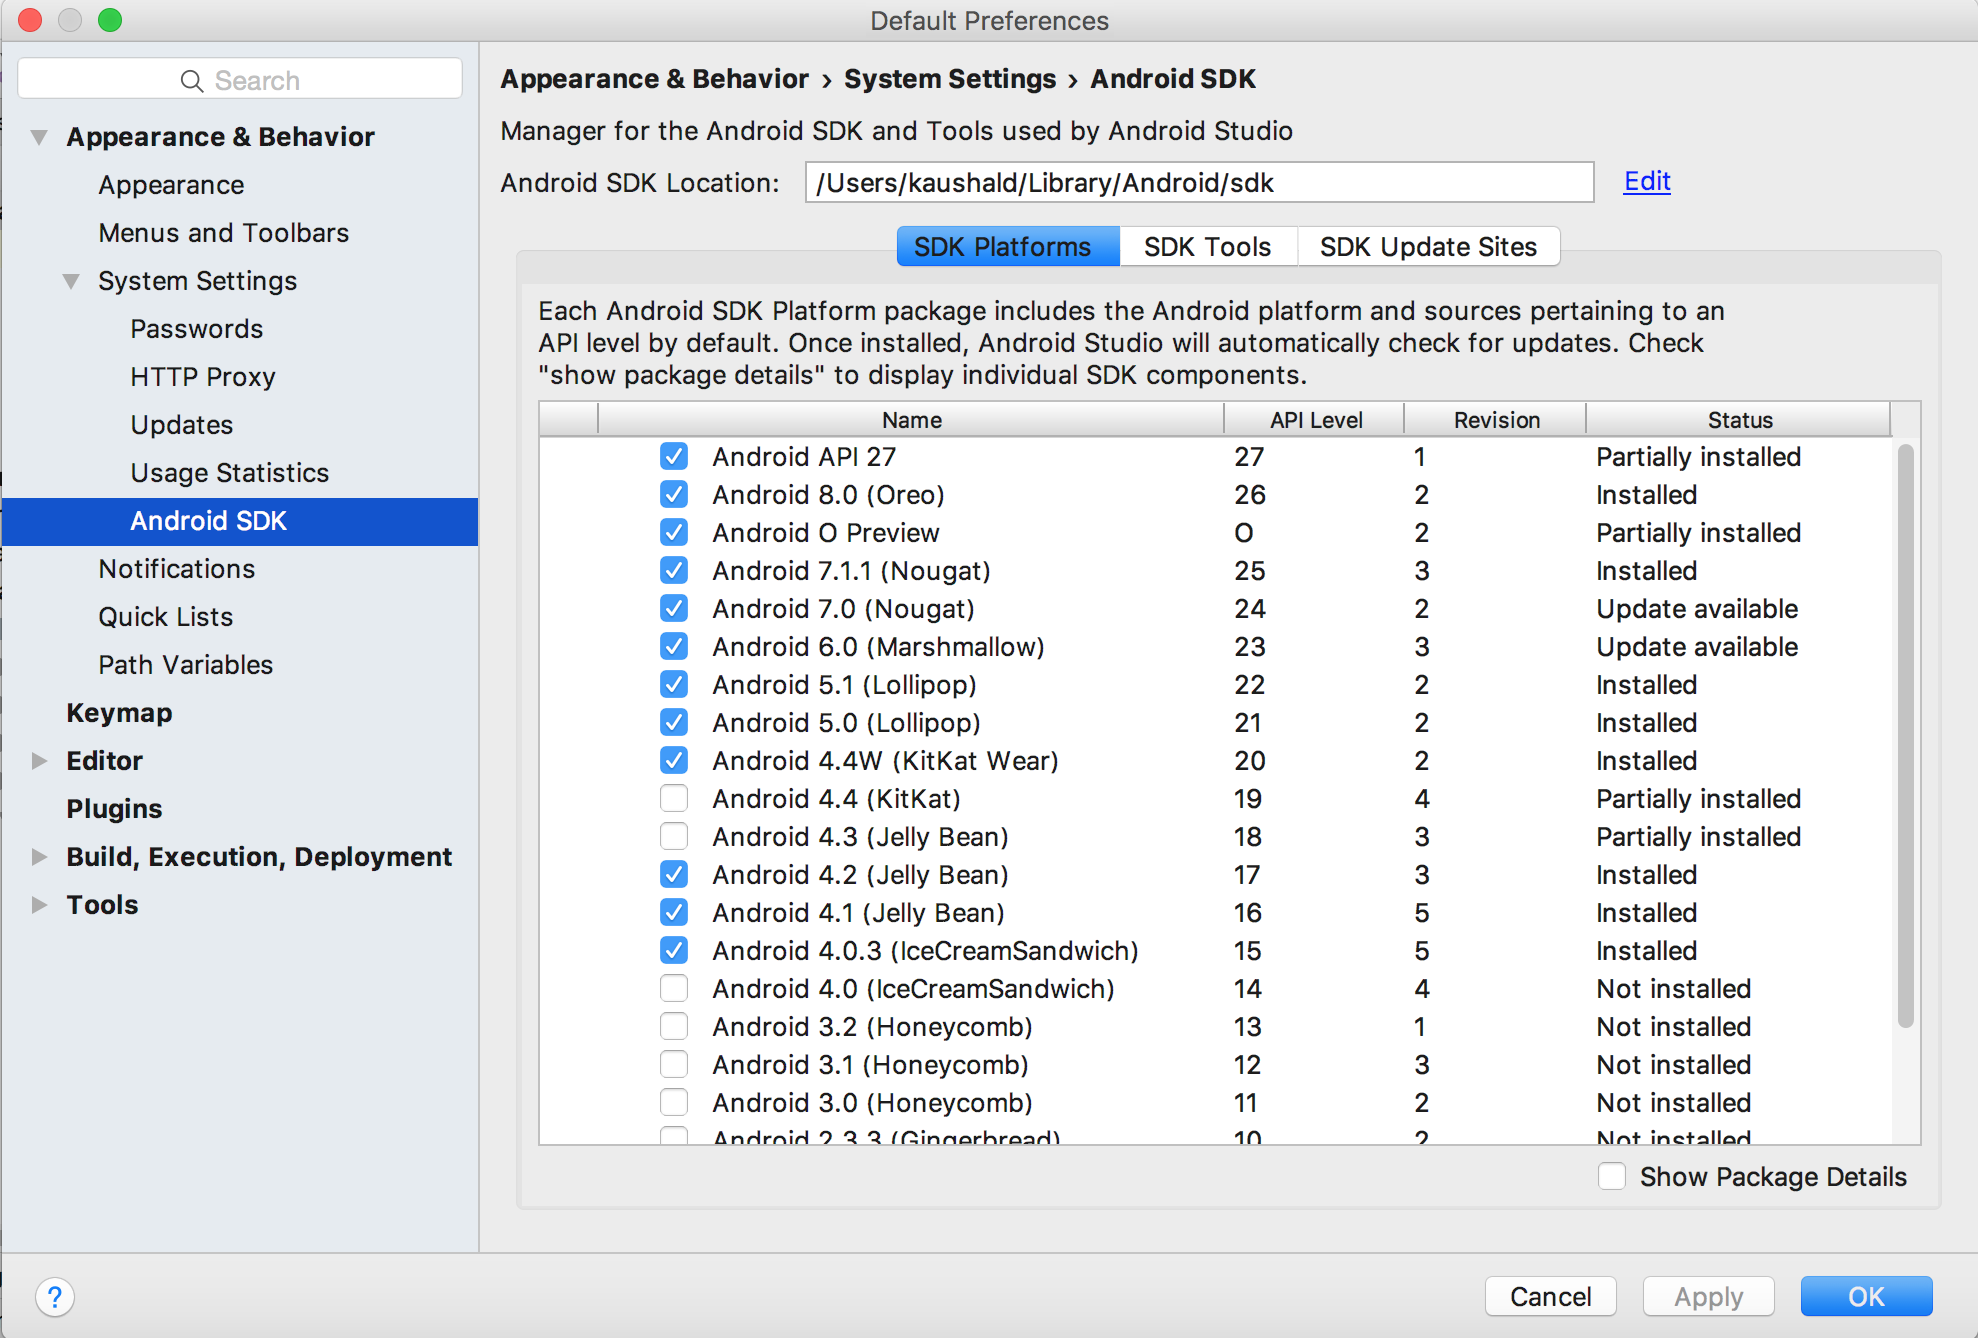 Default Preferences
Search
Appearance & Behavior
Appearance
Menus and Toolbars
System Settings
Passwords
HTTP Proxy
Updates
Usage Statistics
Android SDK
Notifications
Quick Lists
Path Variables
Keymap
Editor
Plugins
Build, Execution, Deployment
Tools
Appearance & Behavior › System Settings › Android SDK
Manager for the Android SDK and Tools used by Android Studio
Android SDK Location: /Users/kaushald/Library/Android/sdk Edit
SDK Platforms SDK Tools SDK Update Sites
Each Android SDK Platform package includes the Android platform and sources pertaining to an
API level by default. Once installed, Android Studio will automatically check for updates. Check
"show package details" to display individual SDK components.
Name API Level Revision Status
Android API 27 27 1 Partially installed
Android 8.0 (Oreo) 26 2 Installed
Android O Preview O 2 Partially installed
Android 7.1.1 (Nougat) 25 3 Installed
Android 7.0 (Nougat) 24 2 Update available
Android 6.0 (Marshmallow) 23 3 Update available
Android 5.1 (Lollipop) 22 2 Installed
Android 5.0 (Lollipop) 21 2 Installed
Android 4.4W (KitKat Wear) 20 2 Installed
Android 4.4 (KitKat) 19 4 Partially installed
Android 4.3 (Jelly Bean) 18 3 Partially installed
Android 4.2 (Jelly Bean) 17 3 Installed
Android 4.1 (Jelly Bean) 16 5 Installed
Android 4.0.3 (IceCreamSandwich) 15 5 Installed
Android 4.0 (IceCreamSandwich) 14 4 Not installed
Android 3.2 (Honeycomb) 13 1 Not installed
Android 3.1 (Honeycomb) 12 3 Not installed
Android 3.0 (Honeycomb) 11 2 Not installed
Android 2.3.3 (Gingerbread) 10 2 Not installed
Show Package Details
? Cancel Apply OK